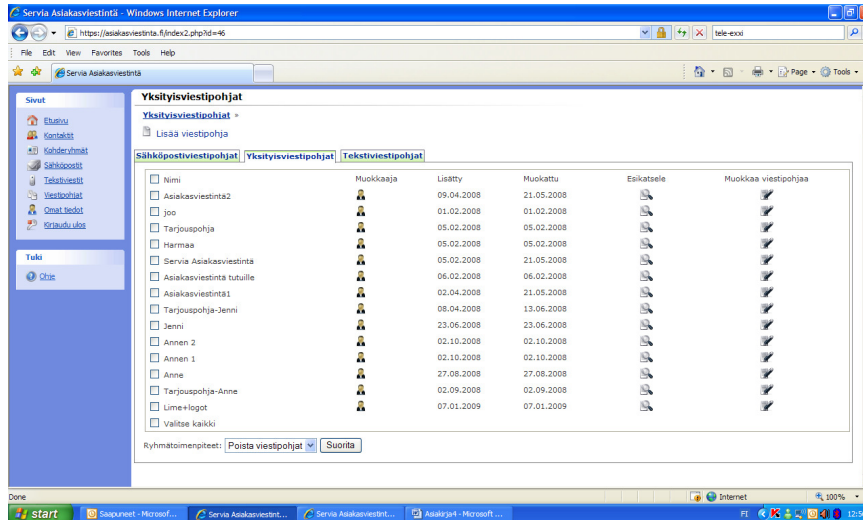 Servia Asiakasviestintä - Windows Internet Explorer
https://asiakasviestinta.fi/index2.php?id=46
tele-exxi
File Edit View Favorites Tools Help
Servia Asiakasviestintä
Page Tools
Sivut
Etusivu
Kontaktit
Kohderyhmät
Sähköpostit
Tekstiviestit
Viestipohjat
Omat tiedot
Kirjaudu ulos
Tuki
Ohje
Yksityisviestipohjat
Yksityisviestipohjat »
Lisää viestipohja
Sähköpostiviestipohjat Yksityisviestipohjat Tekstiviestipohjat
Nimi Muokkaaja Lisätty Muokattu Esikatsele Muokkaa viestipohjaa
Asiakasviestintä2 09.04.2008 21.05.2008
joo 01.02.2008 01.02.2008
Tarjouspohja 05.02.2008 05.02.2008
Harmaa 05.02.2008 05.02.2008
Servia Asiakasviestintä 05.02.2008 21.05.2008
Asiakasviestintä tutuille 06.02.2008 06.02.2008
Asiakasviestintä1 02.04.2008 21.05.2008
Tarjouspohja-Jenni 08.04.2008 13.06.2008
Jenni 23.06.2008 23.06.2008
Annen 2 02.10.2008 02.10.2008
Annen 1 02.10.2008 02.10.2008
Anne 27.08.2008 27.08.2008
Tarjouspohja-Anne 02.09.2008 02.09.2008
Lime+logot 07.01.2009 07.01.2009
Valitse kaikki
Ryhmätoimenpiteet: Poista viestipohjat Suorita
Done Internet 100%
start Saapuneet - Microsof... Servia Asiakasviestint... Servia Asiakasviestint... Asiakirja4 - Microsoft ... FI